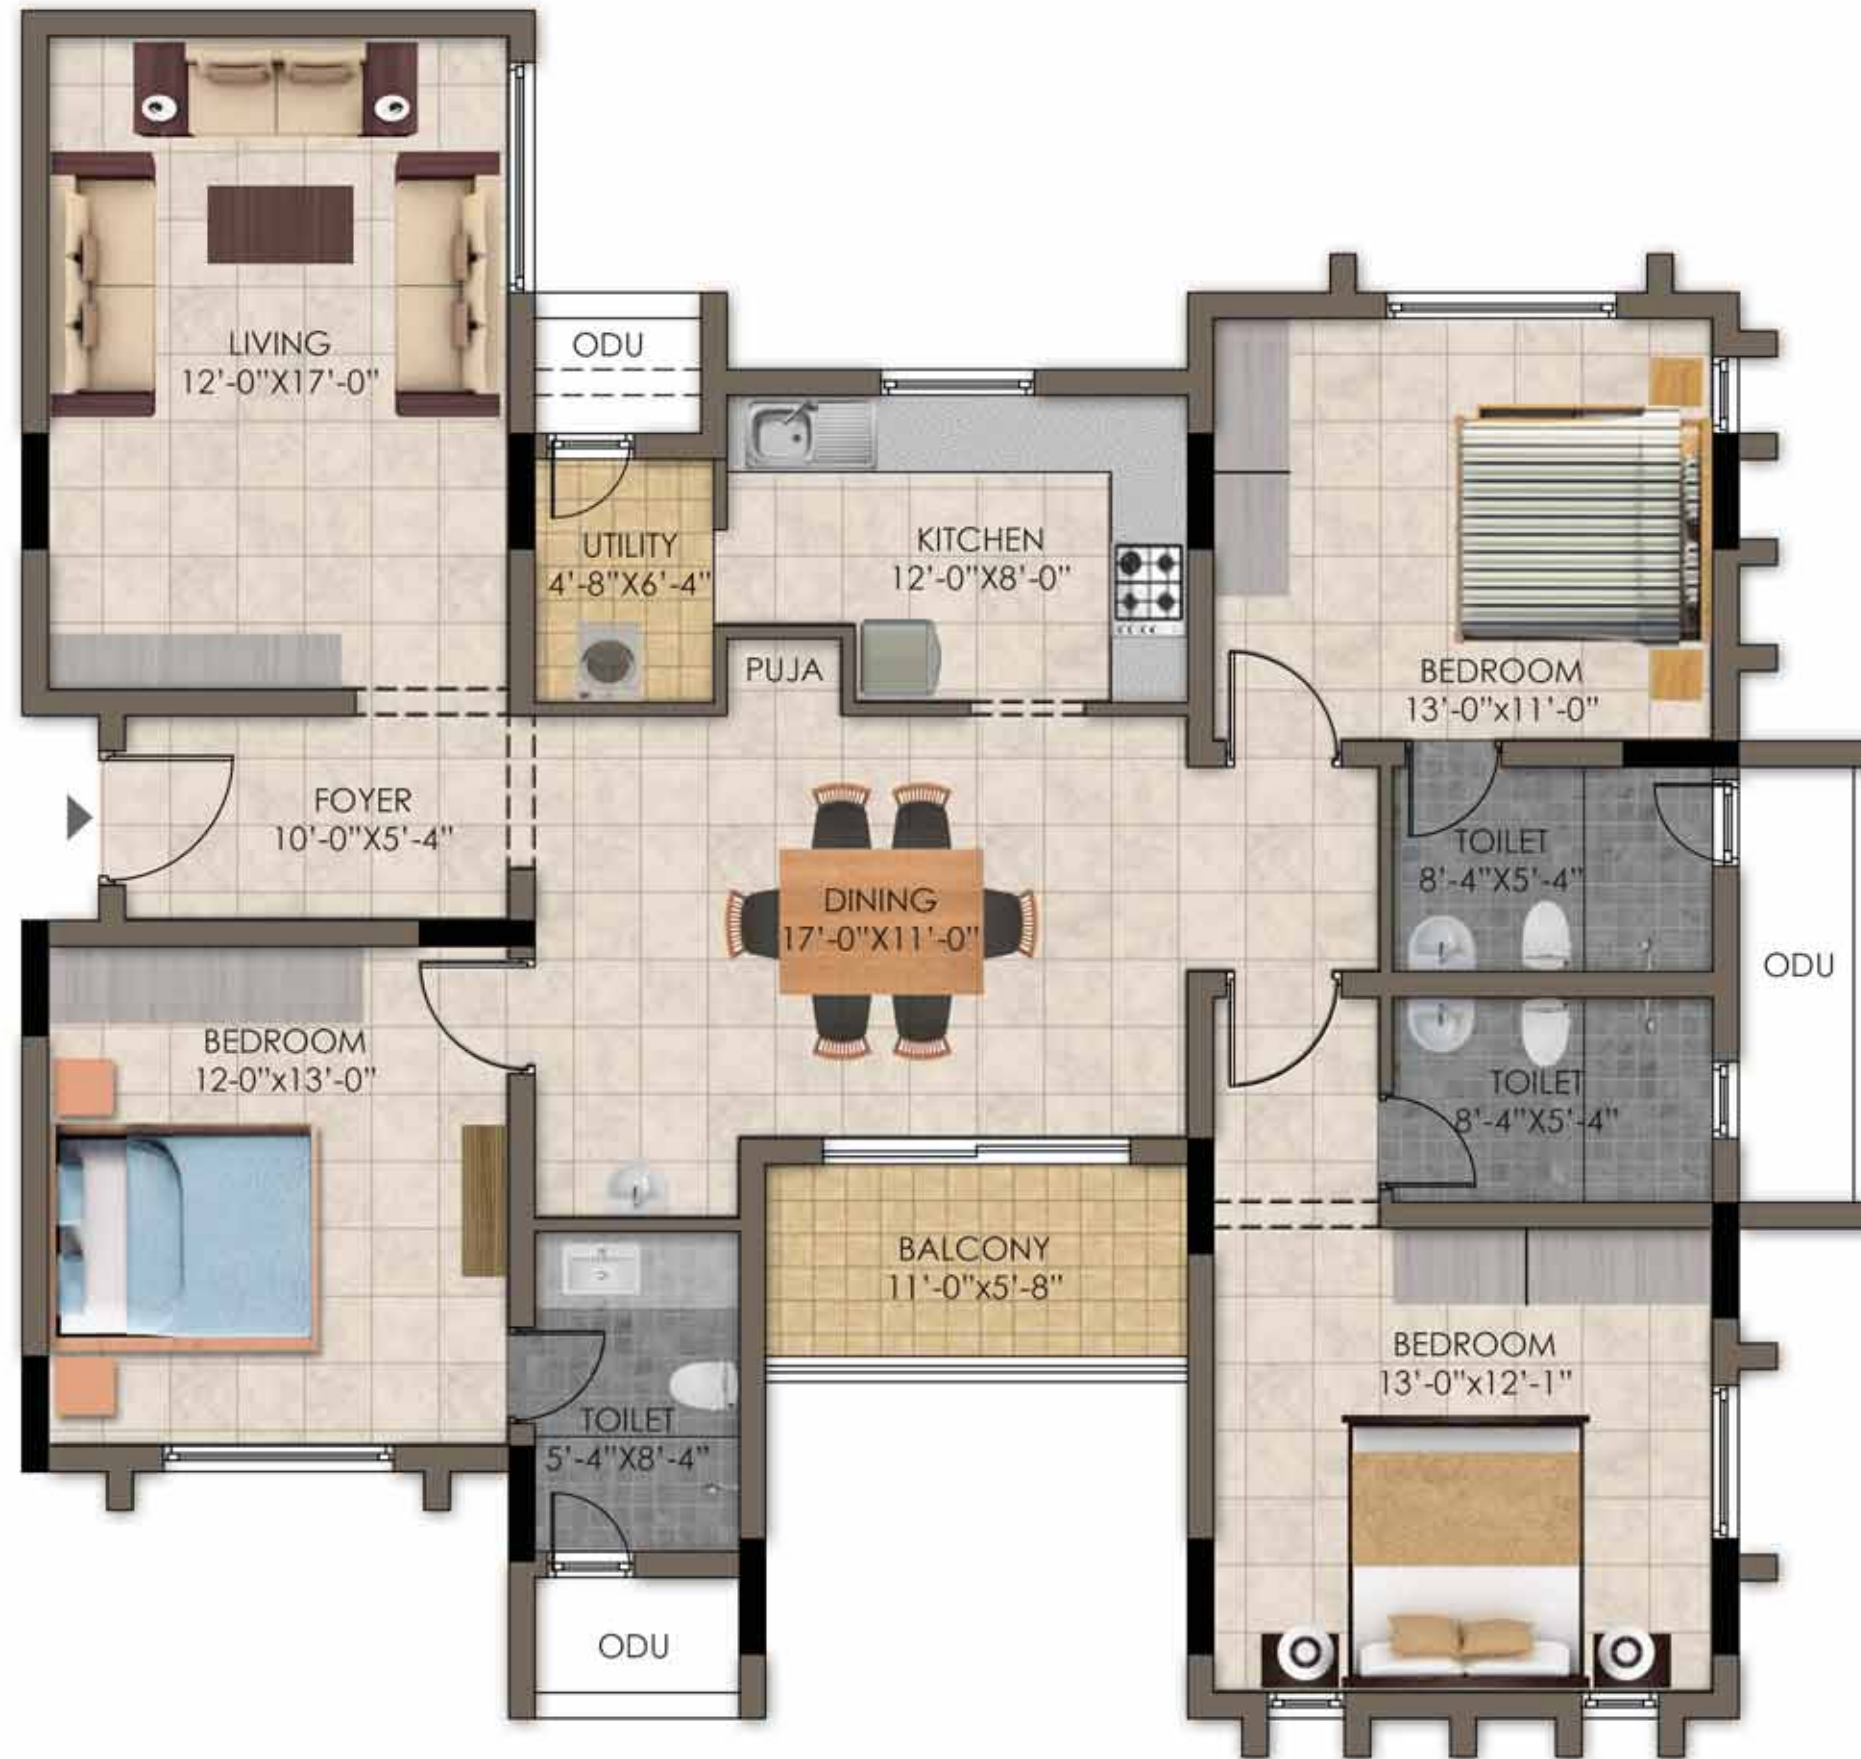 LIVING
12'-0"X17'-0"
ODU
UTILITY
4'-8"X6'-4"
KITCHEN
12'-0"X8'-0"
PUJA
BEDROOM
13'-0"x11'-0"
FOYER
10'-0"X5'-4"
DINING
17'-0"X11'-0"
TOILET
8'-4"X5'-4"
ODU
BEDROOM
12-0"x13'-0"
TOILET
8'-4"X5'-4"
BALCONY
11'-0"x5'-8"
BEDROOM
13'-0"x12'-1"
TOILET
5'-4"X8'-4"
ODU